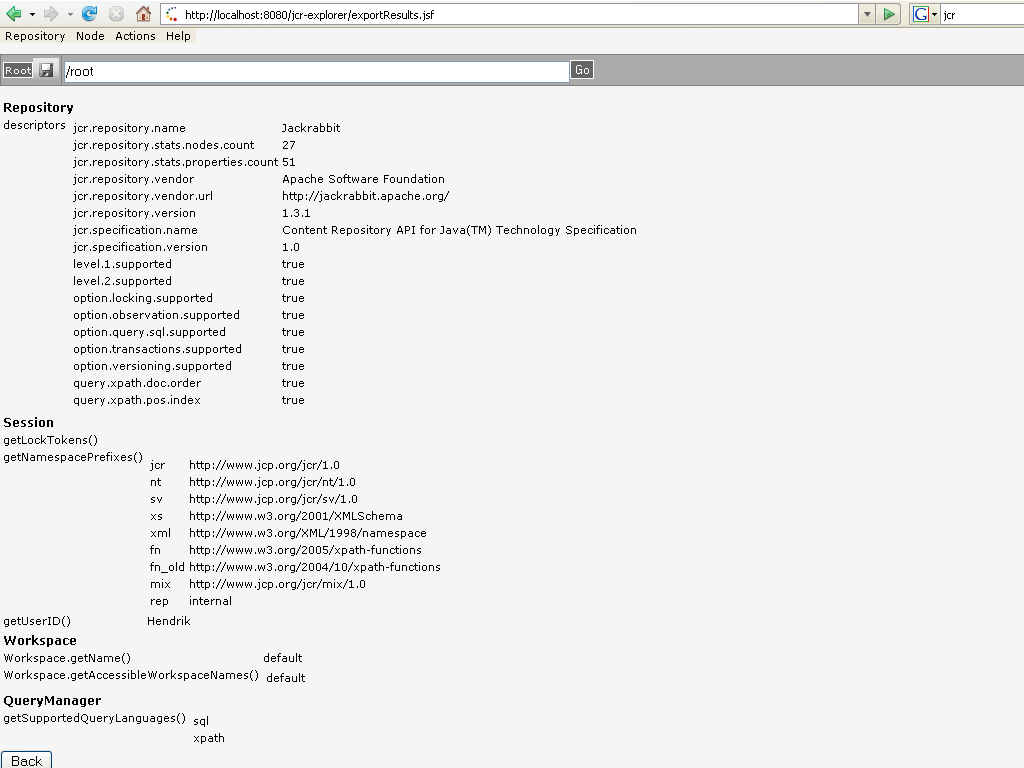 http://localhost:8080/jcr-explorer/exportResults.jsf G jcr
Repository Node Actions Help
Root /root Go
Repository
descriptors
jcr.repository.name Jackrabbit
jcr.repository.stats.nodes.count 27
jcr.repository.stats.properties.count 51
jcr.repository.vendor Apache Software Foundation
jcr.repository.vendor.url http://jackrabbit.apache.org/
jcr.repository.version 1.3.1
jcr.specification.name Content Repository API for Java(TM) Technology Specification
jcr.specification.version 1.0
level.1.supported true
level.2.supported true
option.locking.supported true
option.observation.supported true
option.query.sql.supported true
option.transactions.supported true
option.versioning.supported true
query.xpath.doc.order true
query.xpath.pos.index true
Session
getLockTokens()
getNamespacePrefixes()
jcr http://www.jcp.org/jcr/1.0
nt http://www.jcp.org/jcr/nt/1.0
sv http://www.jcp.org/jcr/sv/1.0
xs http://www.w3.org/2001/XMLSchema
xml http://www.w3.org/XML/1998/namespace
fn http://www.w3.org/2005/xpath-functions
fn_old http://www.w3.org/2004/10/xpath-functions
mix http://www.jcp.org/jcr/mix/1.0
rep internal
getUserID() Hendrik
Workspace
Workspace.getName() default
Workspace.getAccessibleWorkspaceNames() default
QueryManager
getSupportedQueryLanguages() sql
xpath
Back